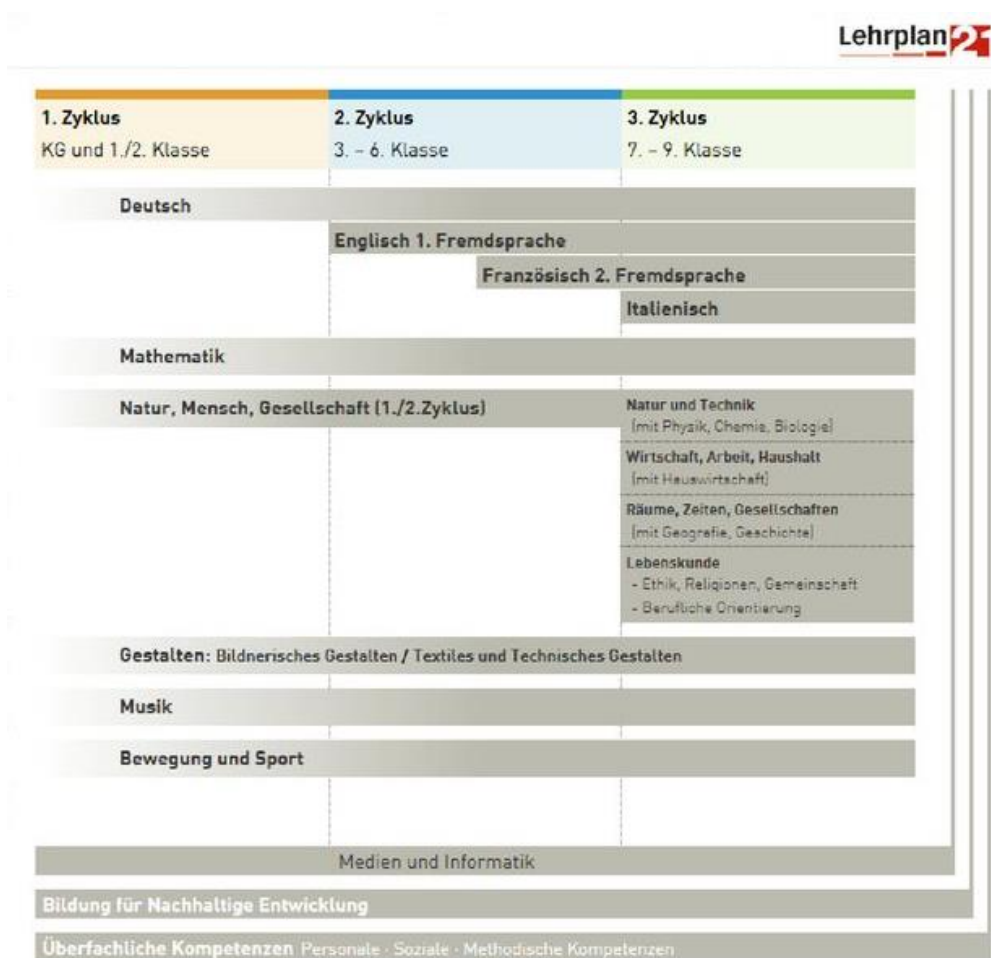 Lehrplan 21
1. Zyklus
KG und 1./2. Klasse
2. Zyklus
3. – 6. Klasse
3. Zyklus
7. – 9. Klasse
Deutsch
Englisch 1. Fremdsprache
Französisch 2. Fremdsprache
Italienisch
Mathematik
Natur, Mensch, Gesellschaft (1./2.Zyklus)
Natur und Technik
(mit Physik, Chemie, Biologie)
Wirtschaft, Arbeit, Haushalt
(mit Hauswirtschaft)
Räume, Zeiten, Gesellschaften
(mit Geografie, Geschichte)
Lebenskunde
- Ethik, Religionen, Gemeinschaft
- Berufliche Orientierung
Gestalten: Bildnerisches Gestalten / Textiles und Technisches Gestalten
Musik
Bewegung und Sport
Medien und Informatik
Bildung für Nachhaltige Entwicklung
Überfachliche Kompetenzen Personale · Soziale · Methodische Kompetenzen